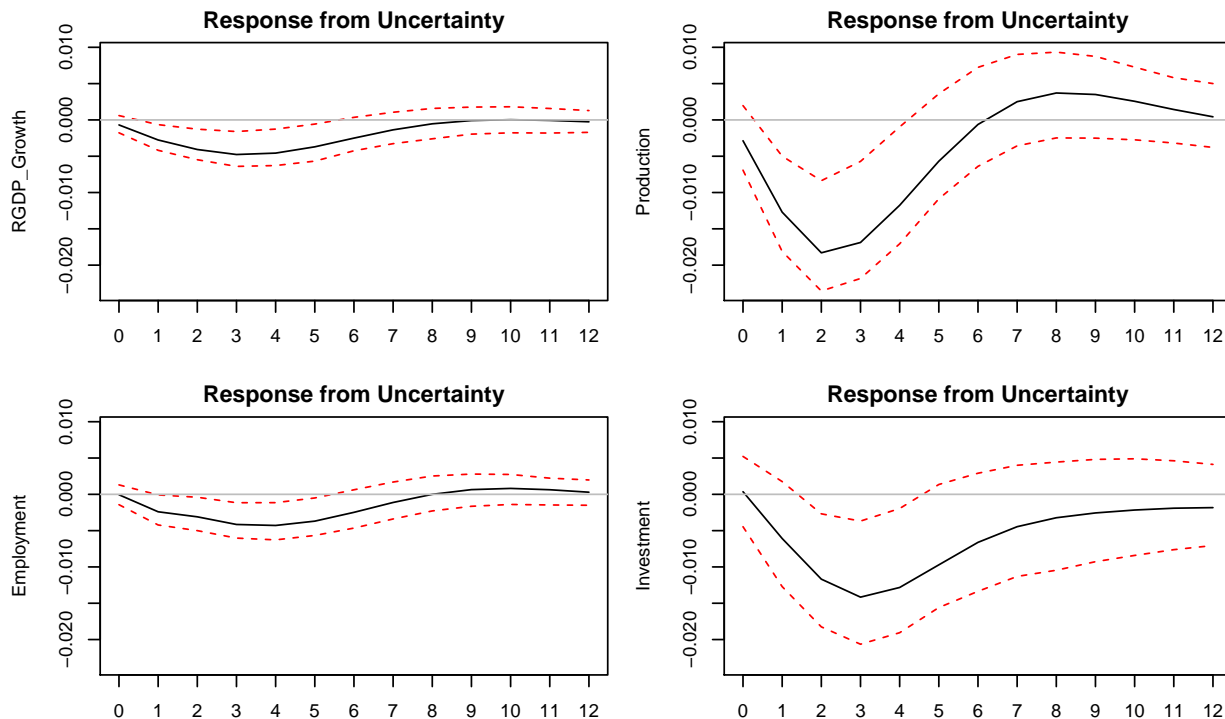 Response from Uncertainty
RGDP_Growth
0.010
0.000
−0.010
−0.020
0 1 2 3 4 5 6 7 8 9 10 11 12
Response from Uncertainty
Production
0.010
0.000
−0.010
−0.020
0 1 2 3 4 5 6 7 8 9 10 11 12
Response from Uncertainty
Employment
0.010
0.000
−0.010
−0.020
0 1 2 3 4 5 6 7 8 9 10 11 12
Response from Uncertainty
Investment
0.010
0.000
−0.010
−0.020
0 1 2 3 4 5 6 7 8 9 10 11 12